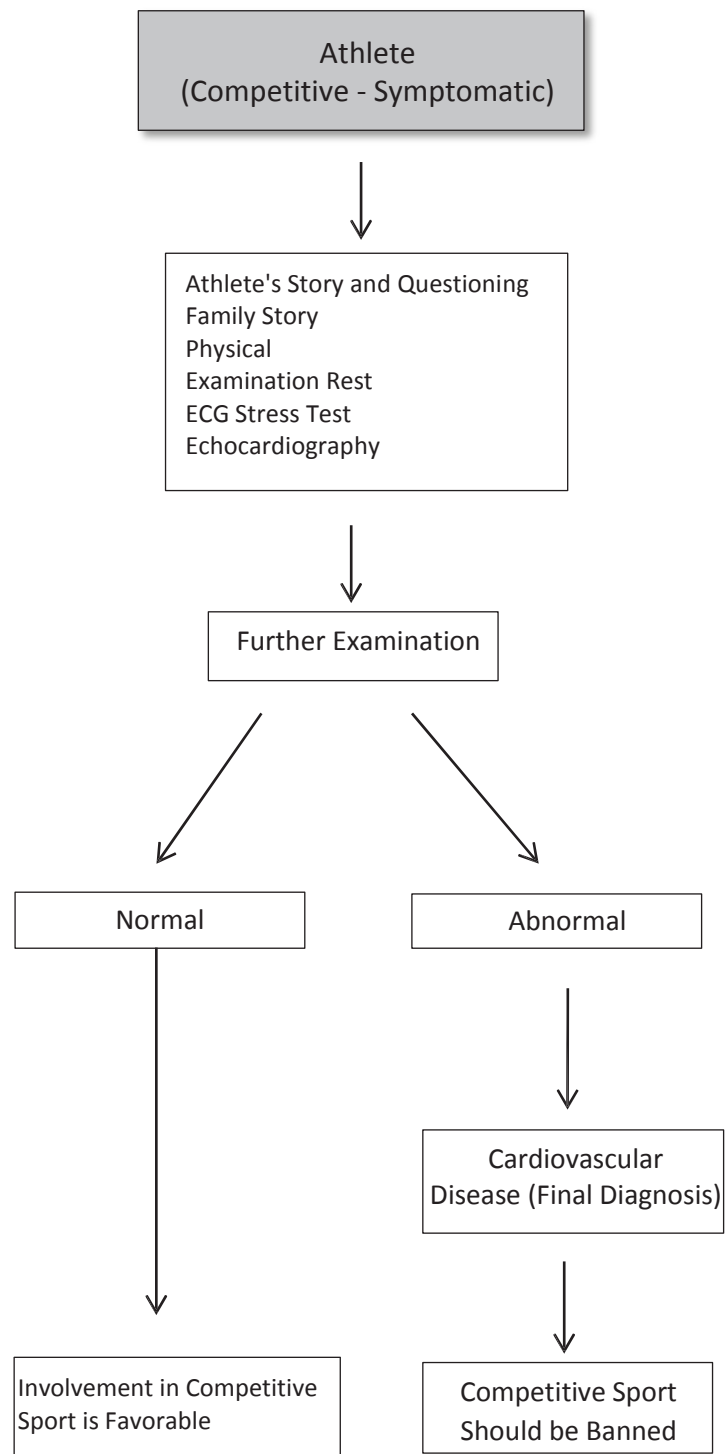 Athlete
(Competitive - Symptomatic)
Athlete's Story and Questioning
Family Story
Physical
Examination Rest
ECG Stress Test
Echocardiography
Further Examination
Normal
Abnormal
Cardiovascular
Disease (Final Diagnosis)
Involvement in Competitive
Sport is Favorable
Competitive Sport
Should be Banned